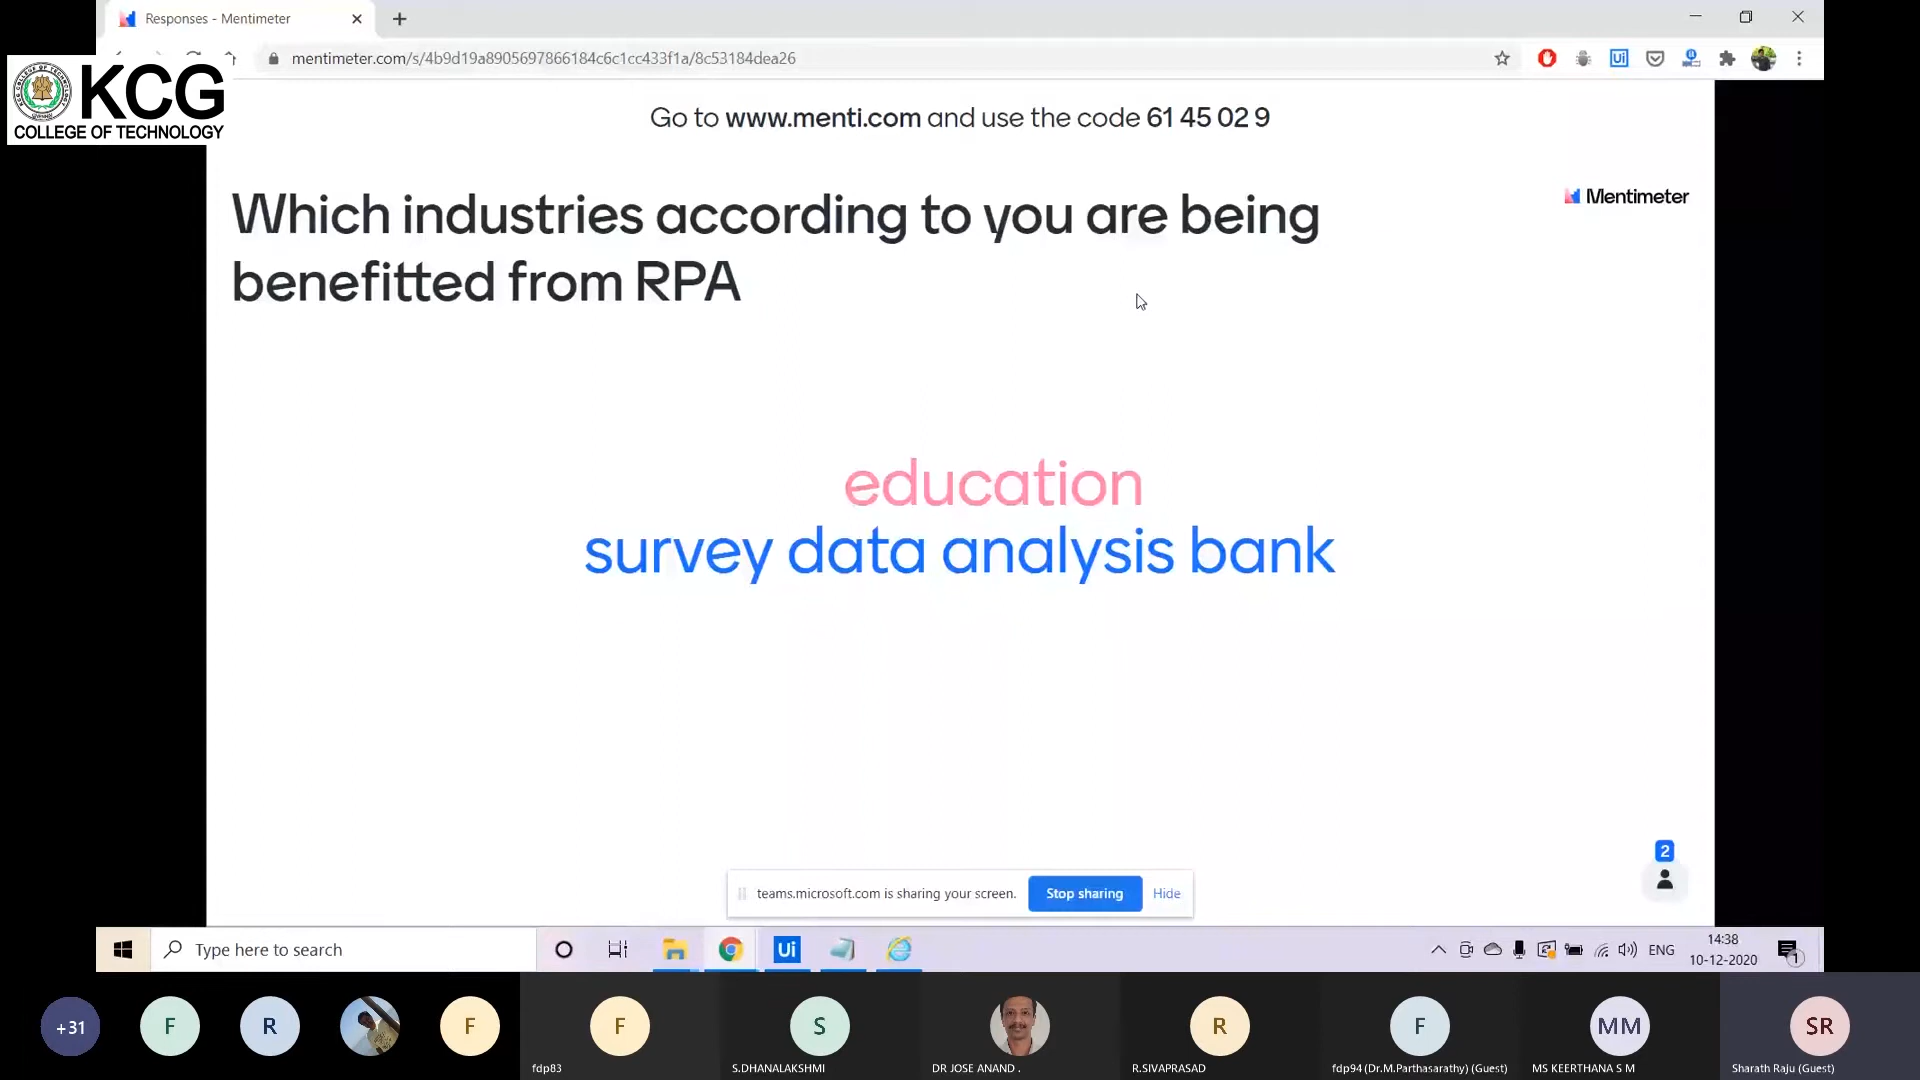 Responses - Mentimeter
mentimeter.com/s/4b9d19a8905697866184c6c1cc433f1a/8c53184dea26
KCG
COLLEGE OF TECHNOLOGY
Go to www.menti.com and use the code 61 45 02 9
Mentimeter
Which industries according to you are being
benefitted from RPA
education
survey data analysis bank
2
teams.microsoft.com is sharing your screen. Stop sharing Hide
Type here to search
Ui
ENG
14:38
10-12-2020
1
+31
F
R
F
F
S
R
F
MM
SR
fdp83
S.DHANALAKSHMI
DR JOSE ANAND .
R.SIVAPRASAD
fdp94 (Dr.M.Parthasarathy) (Guest)
MS KEERTHANA S M
Sharath Raju (Guest)